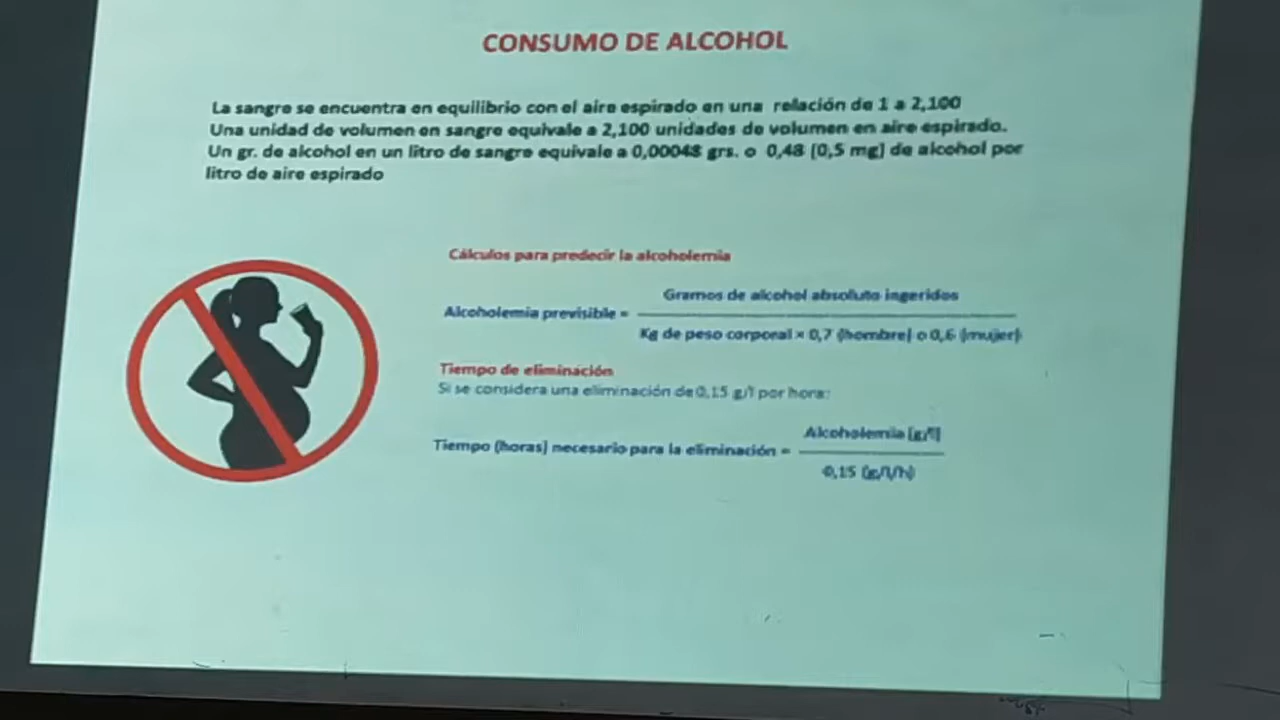 CONSUMO DE ALCOHOL
La sangre se encuentra en equilibrio con el aire espirado en una relación de 1 a 2,100
Una unidad de volumen en sangre equivale a 2,100 unidades de volumen en aire espirado.
Un gr. de alcohol en un litro de sangre equivale a 0,00048 grs. o 0,48 (0,5 mg) de alcohol por
litro de aire espirado
Cálculos para predecir la alcoholemia
Alcoholemia previsible =
Gramos de alcohol absoluto ingeridos
Kg de peso corporal × 0,7 (hombre) o 0,6 (mujer)
Tiempo de eliminación
Si se considera una eliminación de 0,15 g/l por hora:
Tiempo (horas) necesario para la eliminación =
Alcoholemia (g/l)
0,15 (g/l/h)